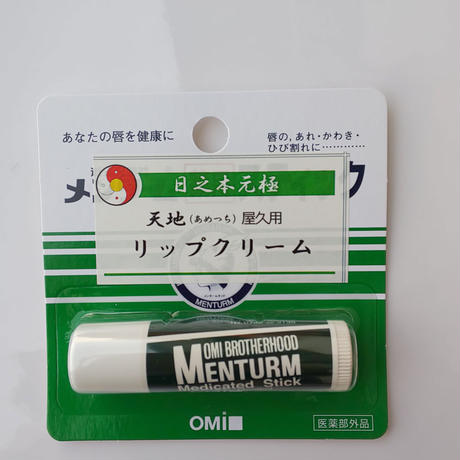 あなたの唇を健康に
唇の,あれ・かわき・
ひび割れに…………
メ
ク
日之本元極
天地(あめつち)屋久用
リップクリーム
MENTURM
OMI BROTHERHOOD
MENTURM
Medicated Stick
OMI
医薬部外品